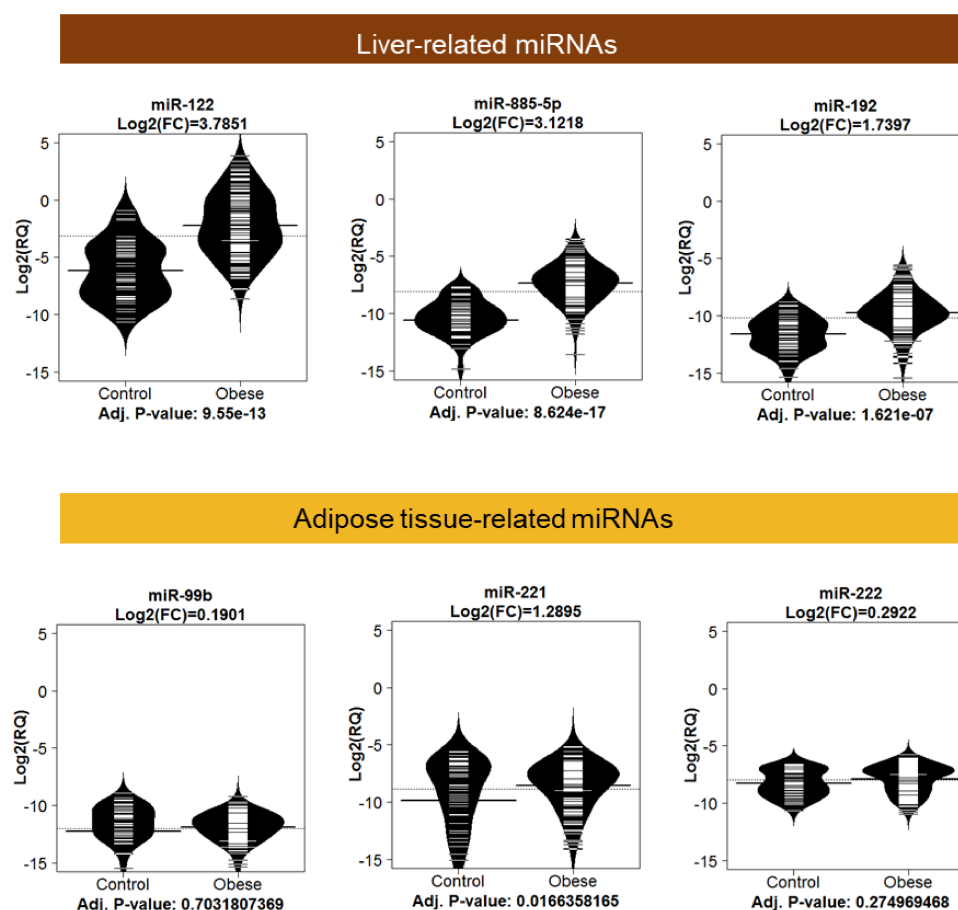 Liver-related miRNAs
miR-122
Log2(FC)=3.7851
5
0
-5
-10
-15
Log2(RQ)
Control Obese
Adj. P-value: 9.55e-13
miR-885-5p
Log2(FC)=3.1218
5
0
-5
-10
-15
Log2(RQ)
Control Obese
Adj. P-value: 8.624e-17
miR-192
Log2(FC)=1.7397
5
0
-5
-10
-15
Log2(RQ)
Control Obese
Adj. P-value: 1.621e-07
Adipose tissue-related miRNAs
miR-99b
Log2(FC)=0.1901
5
0
-5
-10
-15
Log2(RQ)
Control Obese
Adj. P-value: 0.7031807369
miR-221
Log2(FC)=1.2895
5
0
-5
-10
-15
Log2(RQ)
Control Obese
Adj. P-value: 0.0166358165
miR-222
Log2(FC)=0.2922
5
0
-5
-10
-15
Log2(RQ)
Control Obese
Adj. P-value: 0.274969468